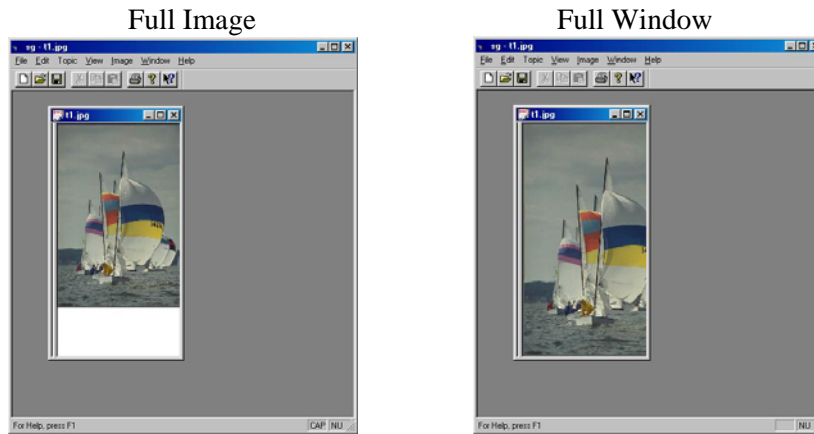 Full Image
sg - t1.jpg
File Edit Topic View Image Window Help
t1.jpg
For Help, press F1
CAP NU
Full Window
sg - t1.jpg
File Edit Topic View Image Window Help
t1.jpg
For Help, press F1
NU